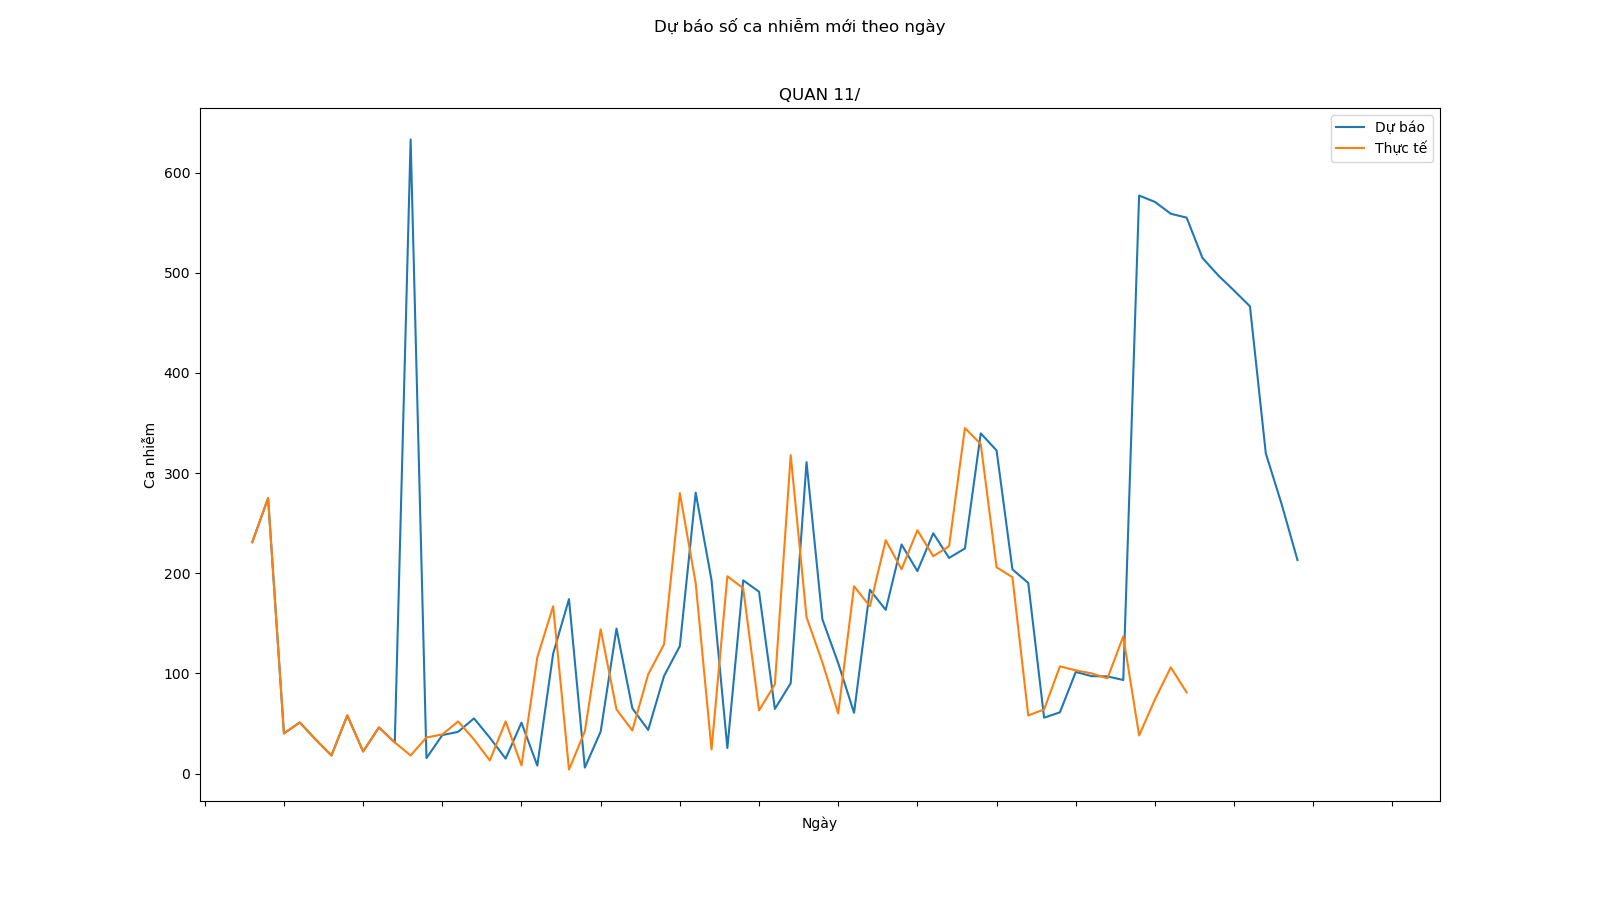 Dự báo số ca nhiễm mới theo ngày
QUAN 11/
Dự báo
Thực tế
600
500
400
300
200
100
0
Ca nhiễm
Ngày